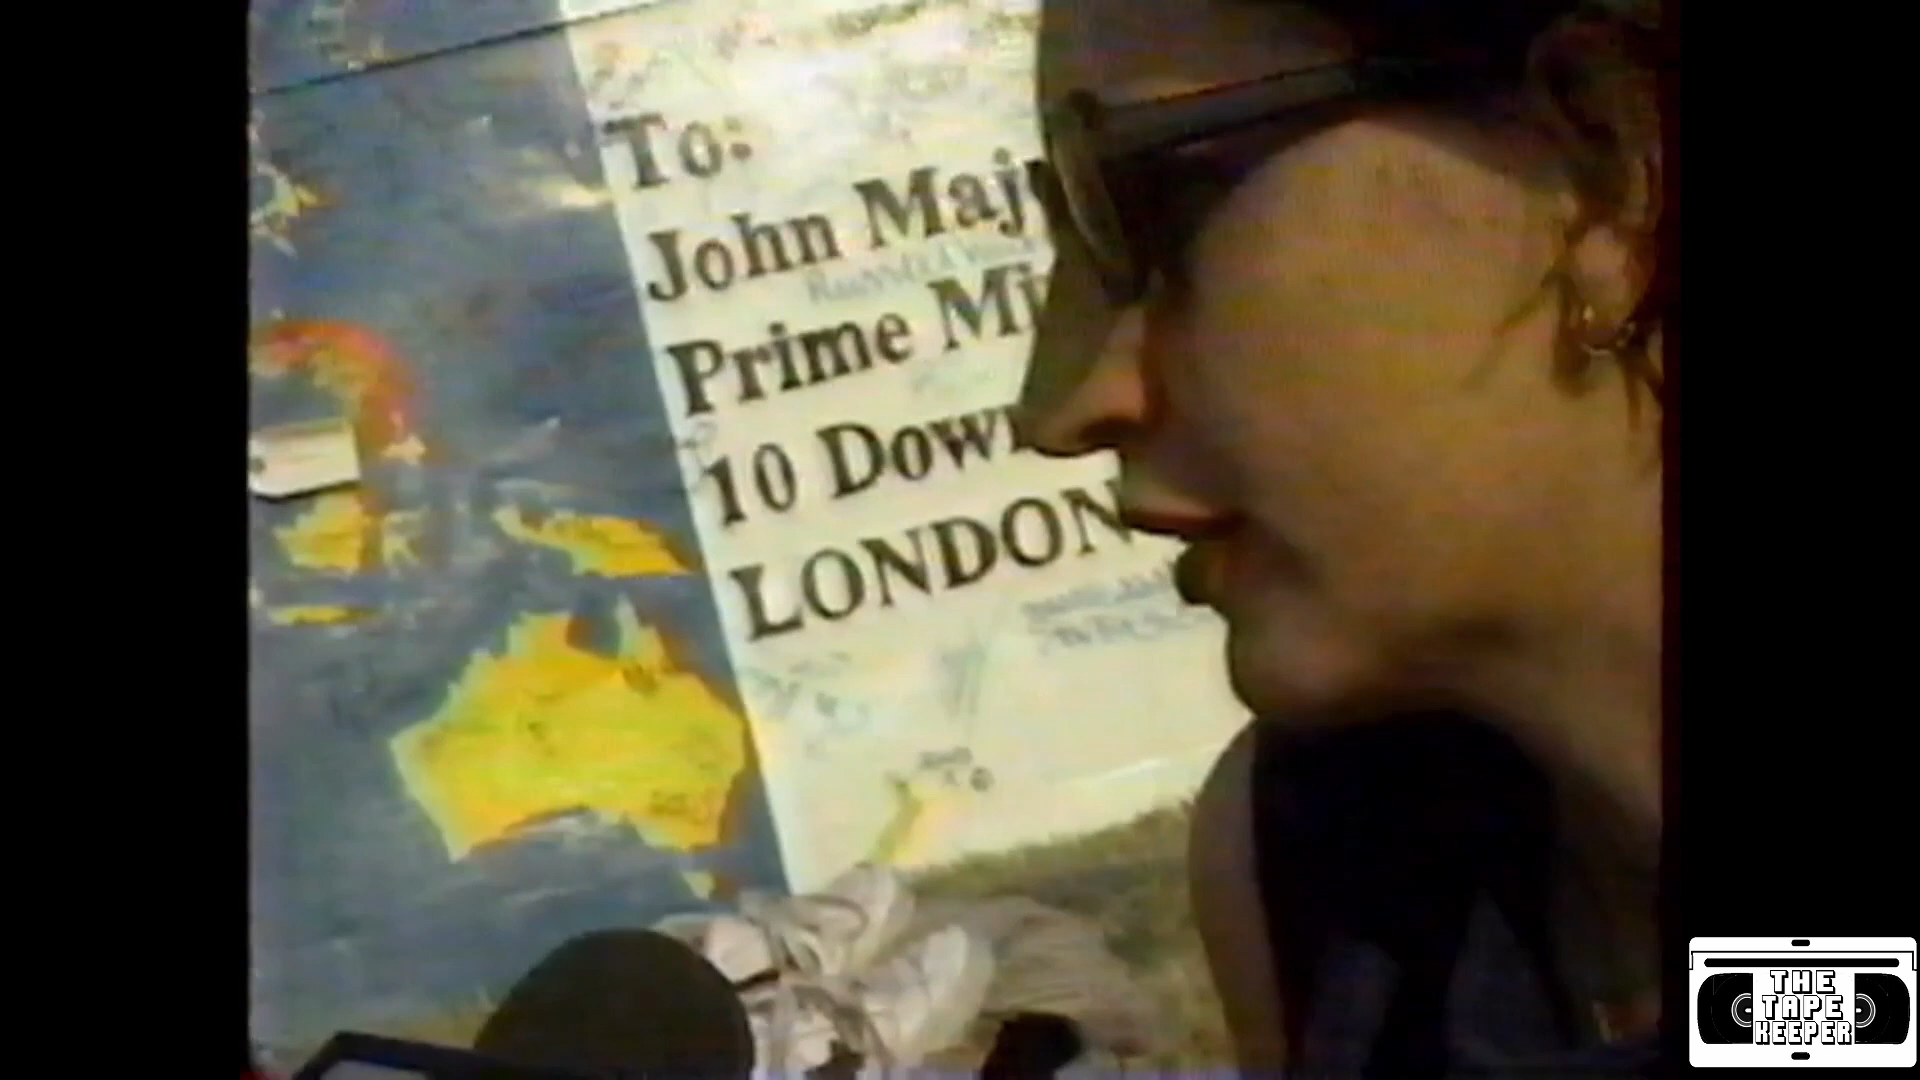 To:
John Maj
Prime Mi
10 Dow
LONDON
THE
TAPE
KEEPER